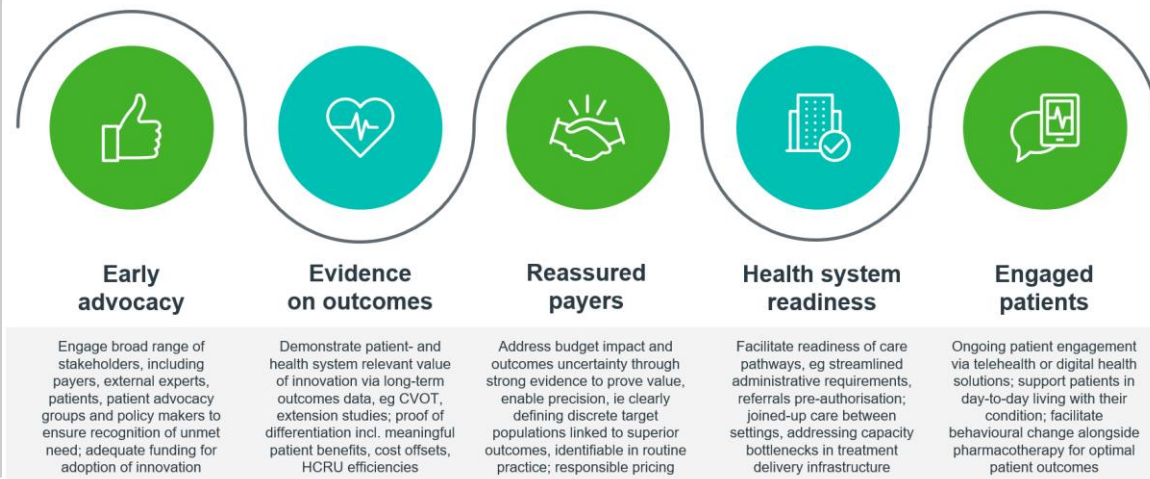 Early
advocacy
Engage broad range of
stakeholders, including
payers, external experts,
patients, patient advocacy
groups and policy makers to
ensure recognition of unmet
need; adequate funding for
adoption of innovation
Evidence
on outcomes
Demonstrate patient- and
health system relevant value
of innovation via long-term
outcomes data, eg CVOT,
extension studies; proof of
differentiation incl. meaningful
patient benefits, cost offsets,
HCRU efficiencies
Reassured
payers
Address budget impact and
outcomes uncertainty through
strong evidence to prove value,
enable precision, ie clearly
defining discrete target
populations linked to superior
outcomes, identifiable in routine
practice; responsible pricing
Health system
readiness
Facilitate readiness of care
pathways, eg streamlined
administrative requirements,
referrals pre-authorisation;
joined-up care between
settings, addressing capacity
bottlenecks in treatment
delivery infrastructure
Engaged
patients
Ongoing patient engagement
via telehealth or digital health
solutions; support patients in
day-to-day living with their
condition; facilitate
behavioural change alongside
pharmacotherapy for optimal
patient outcomes